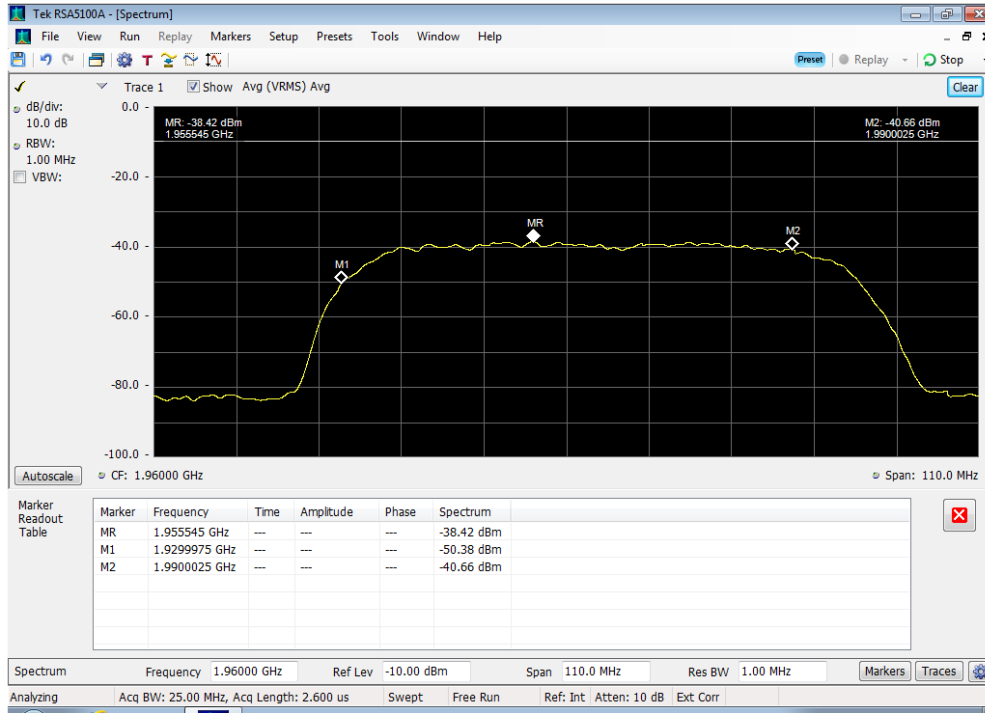 Tek RSA5100A - [Spectrum]
File View Run Replay Markers Setup Presets Tools Window Help
T Preset Replay Stop
Trace 1 Show Avg (VRMS) Avg Clear
dB/div:
10.0 dB
RBW:
1.00 MHz
VBW:
0.0 -
-20.0 -
-40.0 -
-60.0 -
-80.0 -
-100.0 -
MR: -38.42 dBm
1.955545 GHz
M2: -40.66 dBm
1.9900025 GHz
MR
M2
M1
Autoscale CF: 1.96000 GHz Span: 110.0 MHz
Marker
Readout
Table
Marker Frequency Time Amplitude Phase Spectrum
MR 1.955545 GHz --- --- --- -38.42 dBm
M1 1.9299975 GHz --- --- --- -50.38 dBm
M2 1.9900025 GHz --- --- --- -40.66 dBm
Spectrum Frequency 1.96000 GHz Ref Lev -10.00 dBm Span 110.0 MHz Res BW 1.00 MHz Markers Traces
Analyzing Acq BW: 25.00 MHz, Acq Length: 2.600 us Swept Free Run Ref: Int Atten: 10 dB Ext Corr